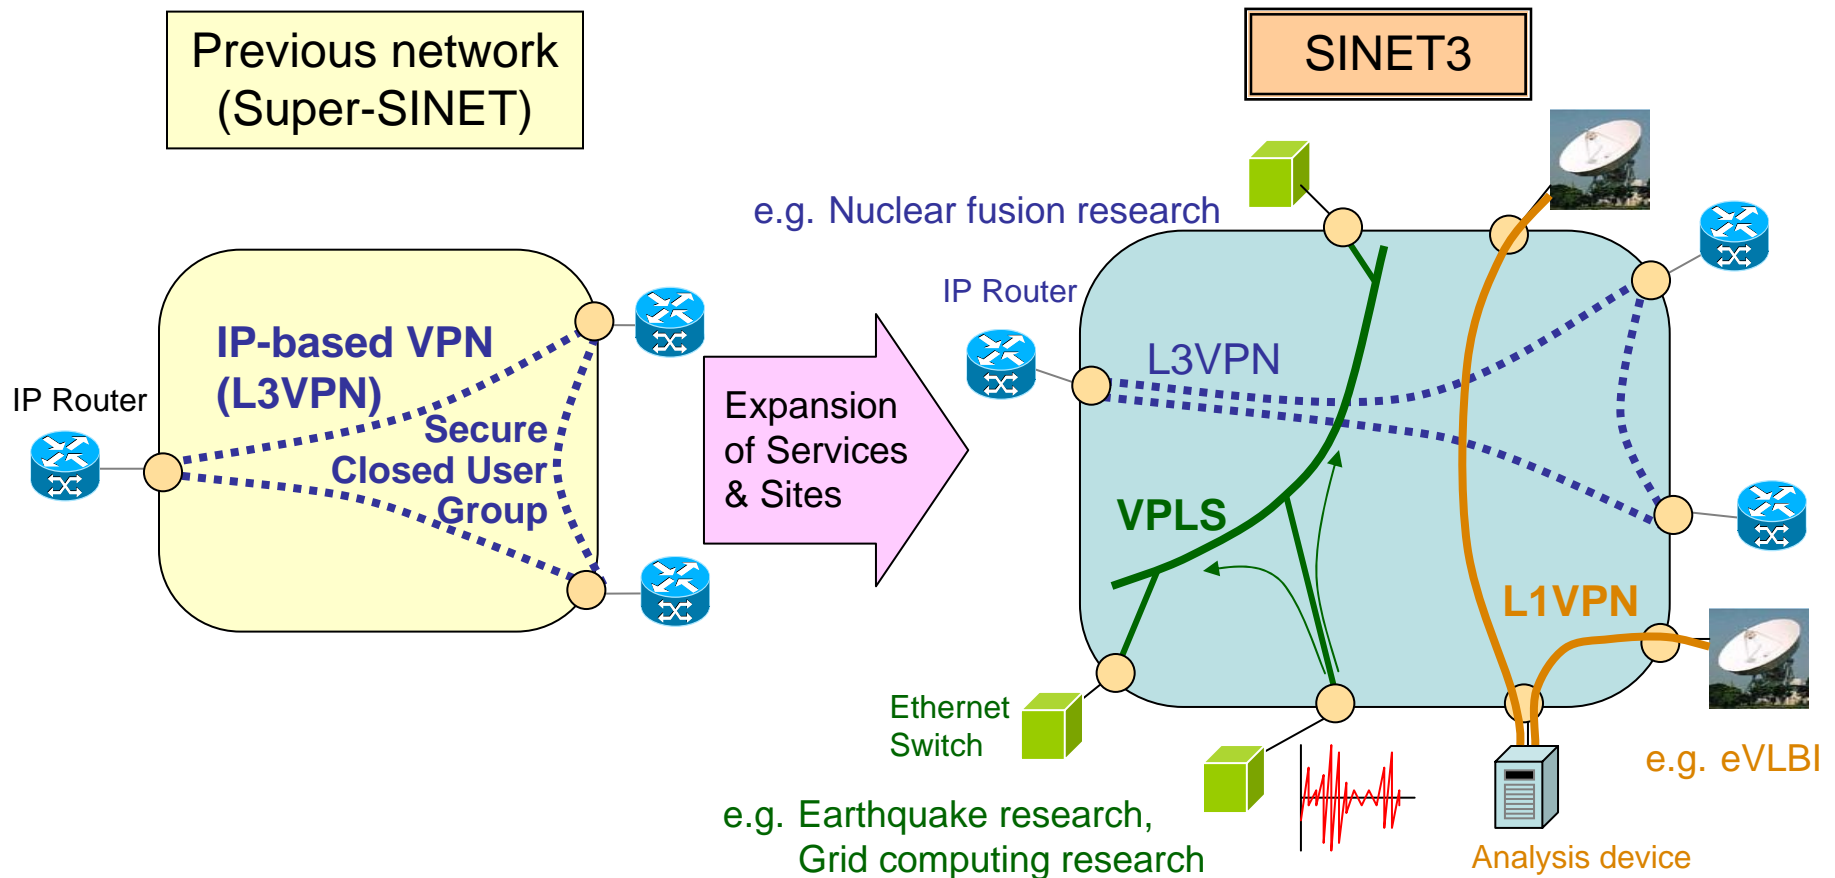 Previous network
(Super-SINET)
SINET3
e.g. Nuclear fusion research
IP Router
IP-based VPN
(L3VPN)
IP Router
Secure
Closed User
Group
Expansion
of Services
& Sites
L3VPN
VPLS
L1VPN
Ethernet
Switch
e.g. eVLBI
e.g. Earthquake research,
Grid computing research
Analysis device